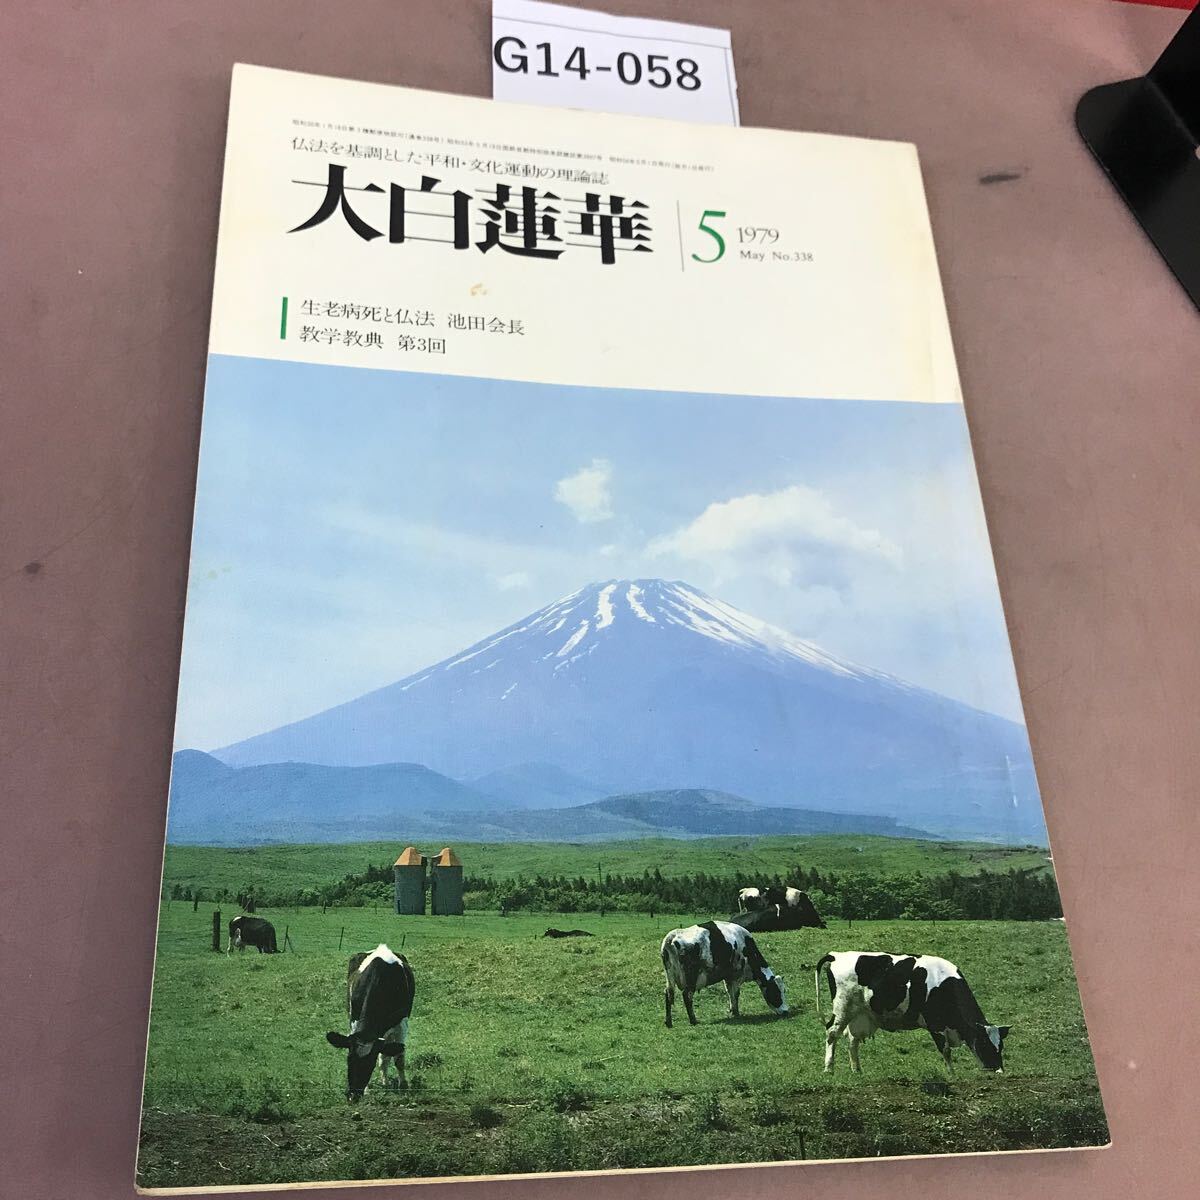 G14-058
仏法を基調とした平和・文化運動の理論誌
大白蓮華
5
1979
May No.338
生老病死と仏法 池田会長
教学教典 第3回